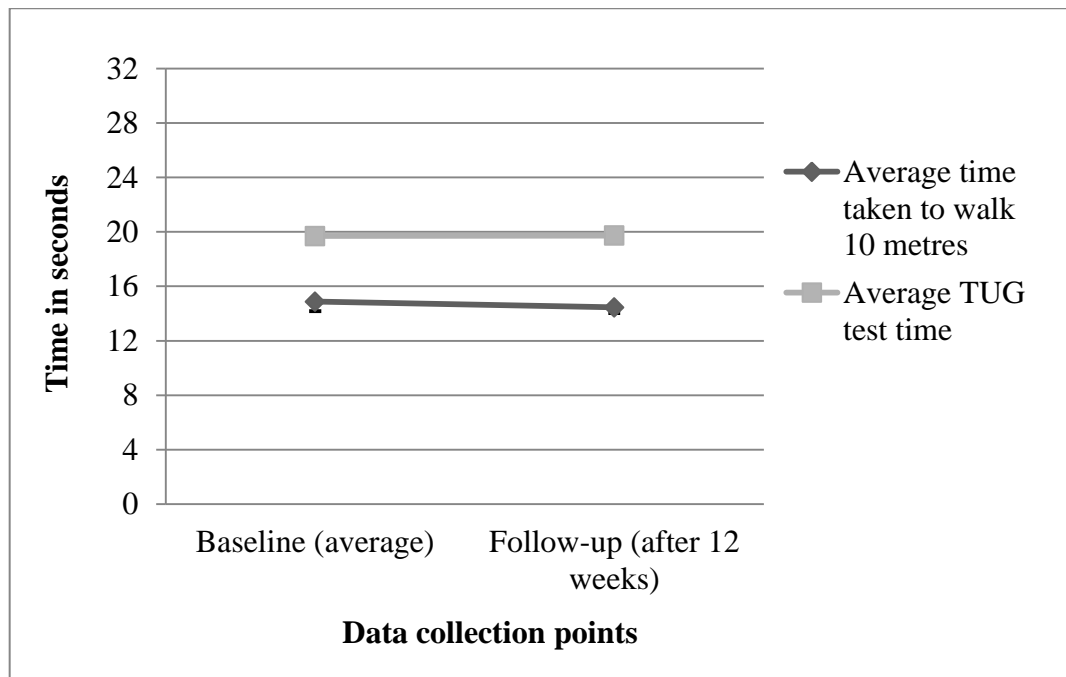 32
28
24
20
16
12
8
4
0
Time in seconds
Baseline (average)
Follow-up (after 12
weeks)
Data collection points
Average time
taken to walk
10 metres
Average TUG
test time